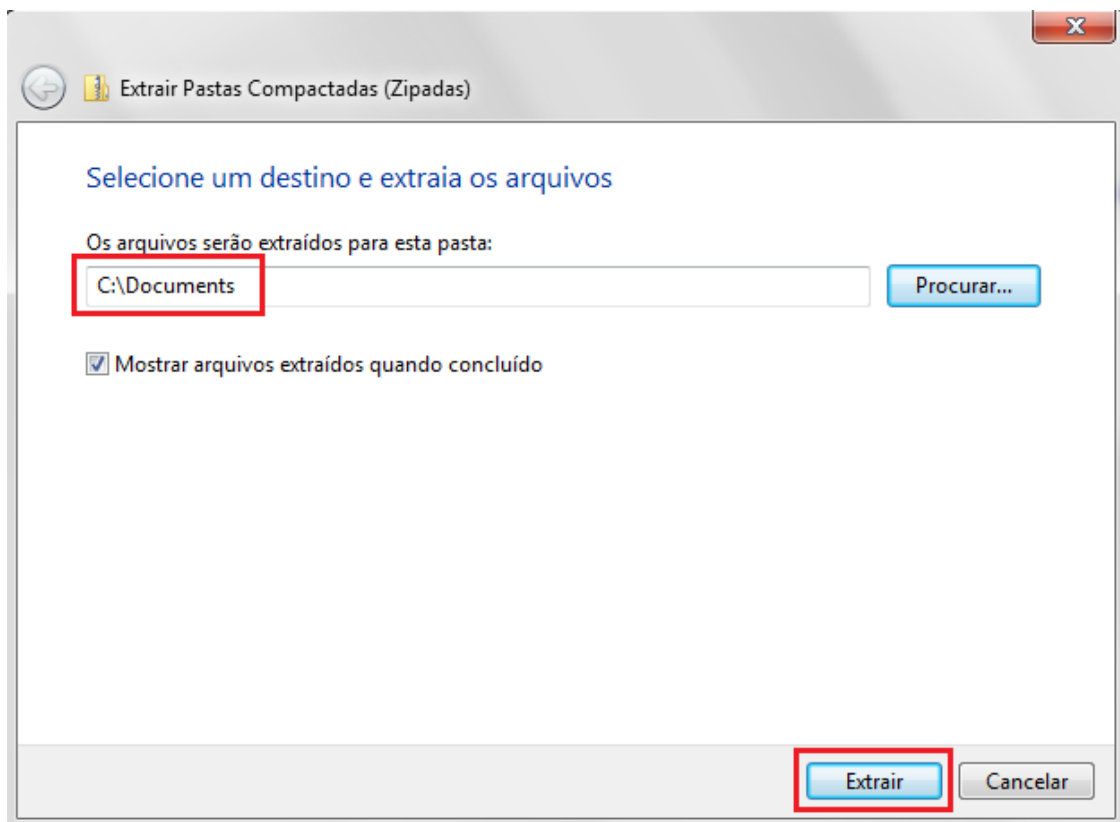 Extrair Pastas Compactadas (Zipadas)
Selecione um destino e extraia os arquivos
Os arquivos serão extraídos para esta pasta:
C:\Documents
Procurar...
Mostrar arquivos extraídos quando concluído
Extrair
Cancelar